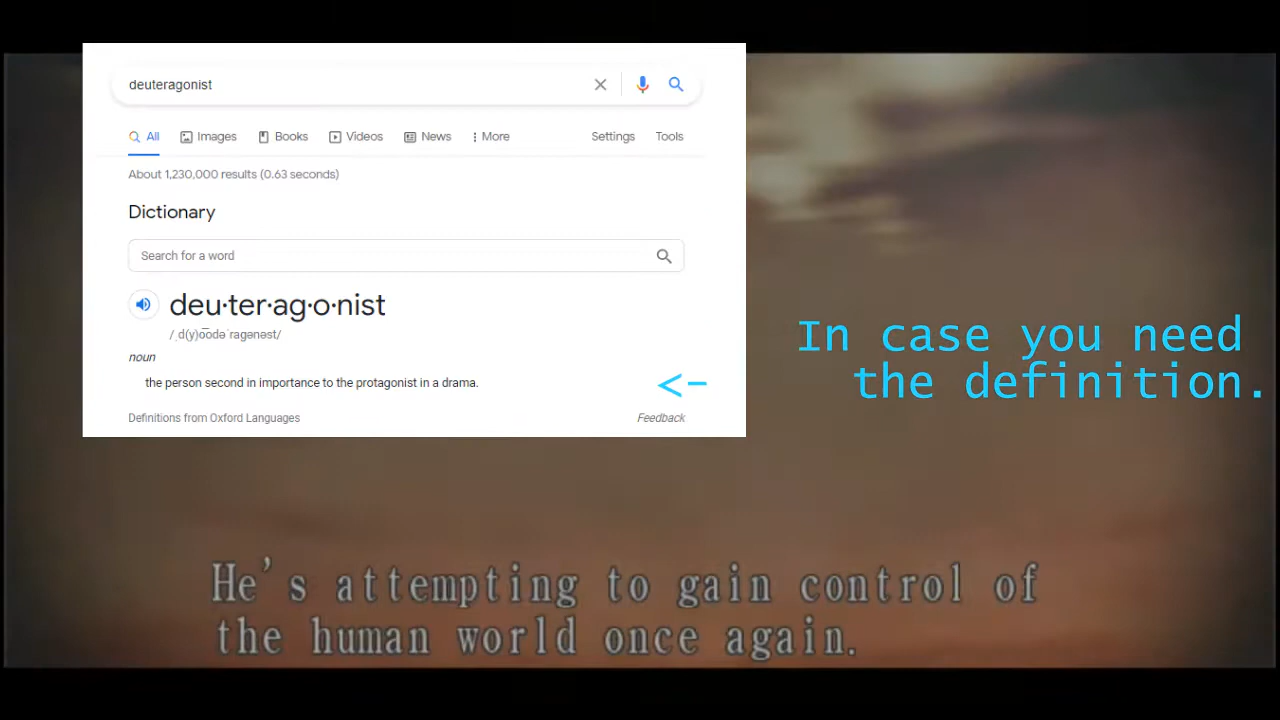 deuteragonist
All Images Books Videos News More Settings Tools
About 1,230,000 results (0.63 seconds)
Dictionary
Search for a word
deu·ter·ag·o·nist
/ˌd(y)o͞odəˈraɡənəst/
noun
the person second in importance to the protagonist in a drama.
<-
Definitions from Oxford Languages Feedback
In case you need
the definition.
He's attempting to gain control of
the human world once again.